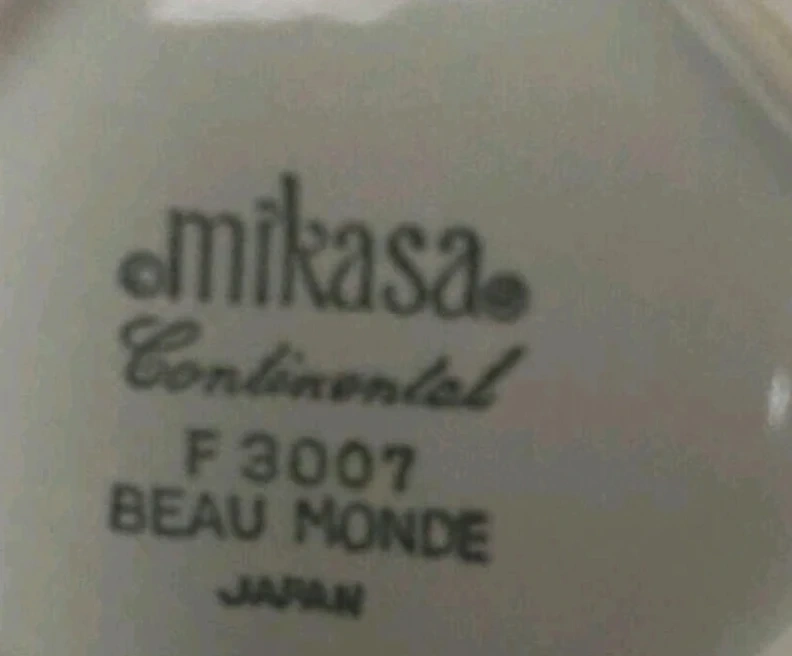 ©mikasa®
Continental
F 3007
BEAU MONDE
JAPAN